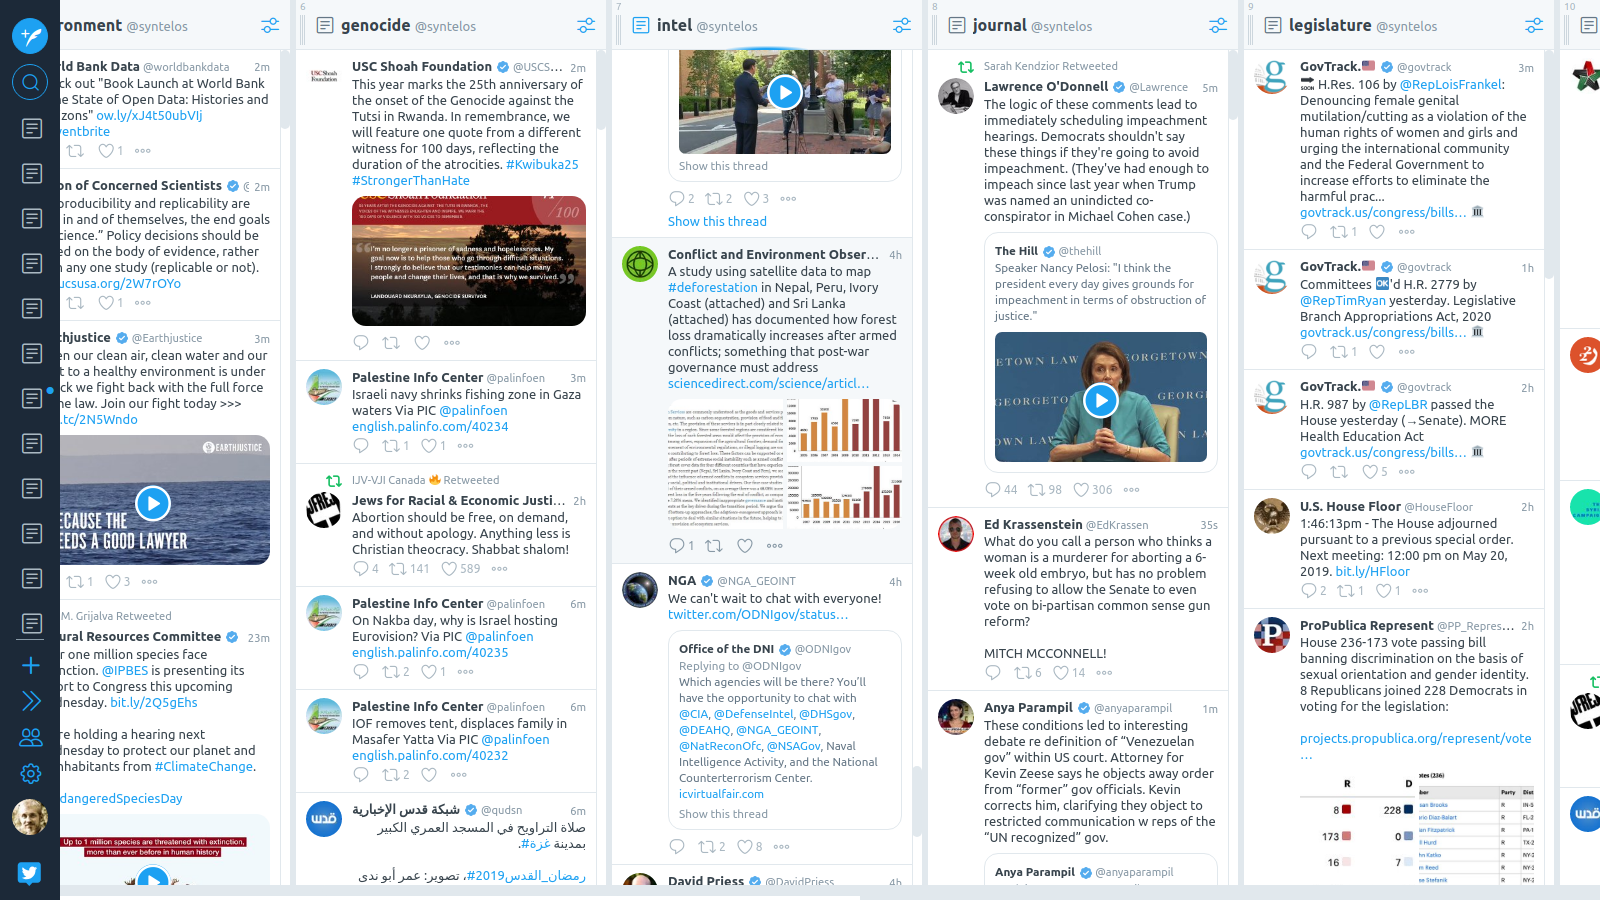 ronment @syntelos
rld Bank Data @worldbankdata 2m
ck out "Book Launch at World Bank
e State of Open Data: Histories and
zons" ow.ly/xJ4t50ubVIj
ventbrite
1
on of Concerned Scientists 2m
producibility and replicability are
in and of themselves, the end goals
cience.” Policy decisions should be
ed on the body of evidence, rather
n any one study (replicable or not).
ucsusa.org/2W7rOYo
1
hjustice @Earthjustice 3m
en our clean air, clean water and our
t to a healthy environment is under
ck we fight back with the full force
e law. Join our fight today >>>
.tc/2N5Wndo
EARTHJUSTICE
ECAUSE THE
EEDS A GOOD LAWYER
1 3
M. Grijalva Retweeted
ural Resources Committee 23m
r one million species face
nction. @IPBES is presenting its
ort to Congress this upcoming
dnesday. bit.ly/2Q5gEhs
re holding a hearing next
dnesday to protect our planet and
nhabitants from #ClimateChange.
dangeredSpeciesDay
Up to 1 million species are threatened with extinction,
more than ever before in human history
6
genocide @syntelos
USC Shoah Foundation @USCS... 2m
USC Shoah
Foundation
This year marks the 25th anniversary of
the onset of the Genocide against the
Tutsi in Rwanda. In remembrance, we
will feature one quote from a different
witness for 100 days, reflecting the
duration of the atrocities. #Kwibuka25
#StrongerThanHate
USC Shoah Foundation
/100
I'm no longer a prisoner of sadness and hopelessness. My
goal now is to help those who go through difficult situations.
I strongly do believe that our testimonies can help many
people and change their lives, and that is why we survived.
LANDOUARD NKURAYIJA, GENOCIDE SURVIVOR
Palestine Info Center @palinfoen 3m
Israeli navy shrinks fishing zone in Gaza
waters Via PIC @palinfoen
english.palinfo.com/40234
1 1
IJV-VJI Canada Retweeted
Jews for Racial & Economic Justi... 2h
Abortion should be free, on demand,
and without apology. Anything less is
Christian theocracy. Shabbat shalom!
4 141 589
Palestine Info Center @palinfoen 6m
On Nakba day, why is Israel hosting
Eurovision? Via PIC @palinfoen
english.palinfo.com/40235
2 1
Palestine Info Center @palinfoen 6m
IOF removes tent, displaces family in
Masafer Yatta Via PIC @palinfoen
english.palinfo.com/40232
2
شبكة قدس الإخبارية @qudsn 6m
صلاة التراويح في المسجد العمري الكبير
بمدينة #غزة.
#رمضان_القدس2019، تصوير: عمر أبو ندى
7
intel @syntelos
Show this thread
2 2 3
Show this thread
Conflict and Environment Obser... 4h
A study using satellite data to map
#deforestation in Nepal, Peru, Ivory
Coast (attached) and Sri Lanka
(attached) has documented how forest
loss dramatically increases after armed
conflicts; something that post-war
governance must address
sciencedirect.com/science/articl...
1
NGA @NGA_GEOINT 4h
We can't wait to chat with everyone!
twitter.com/ODNIgov/status...
Office of the DNI @ODNIgov
Replying to @ODNIgov
Which agencies will be there? You’ll
have the opportunity to chat with
@CIA, @DefenseIntel, @DHSgov,
@DEAHQ, @NGA_GEOINT,
@NatReconOfc, @NSAGov, Naval
Intelligence Activity, and the National
Counterterrorism Center.
icvirtualfair.com
Show this thread
2 8
David Priess @DavidPriess 4h
8
journal @syntelos
Sarah Kendzior Retweeted
Lawrence O'Donnell @Lawrence 5m
The logic of these comments lead to
immediately scheduling impeachment
hearings. Democrats shouldn't say
these things if they're going to avoid
impeachment. (They've had enough to
impeach since last year when Trump
was named an unindicted co-
conspirator in Michael Cohen case.)
The Hill @thehill
Speaker Nancy Pelosi: "I think the
president every day gives grounds for
impeachment in terms of obstruction of
justice."
ETOWN LAW GEORGETOWN
GEORGETOWN
44 98 306
Ed Krassenstein @EdKrassen 35s
What do you call a person who thinks a
woman is a murderer for aborting a 6-
week old embryo, but has no problem
refusing to allow the Senate to even
vote on bi-partisan common sense gun
reform?
MITCH MCCONNELL!
6 14
Anya Parampil @anyaparampil 1m
These conditions led to interesting
debate re definition of “Venezuelan
gov” within US court. Attorney for
Kevin Zeese says he objects away order
from “former” gov officials. Kevin
corrects him, clarifying they object to
restricted communication w reps of the
“UN recognized” gov.
Anya Parampil @anyaparampil
9
legislature @syntelos
GovTrack. @govtrack 3m
SOON H.Res. 106 by @RepLoisFrankel:
Denouncing female genital
mutilation/cutting as a violation of the
human rights of women and girls and
urging the international community
and the Federal Government to
increase efforts to eliminate the
harmful prac...
govtrack.us/congress/bills...
1
GovTrack. @govtrack 1h
Committees OK'd H.R. 2779 by
@RepTimRyan yesterday. Legislative
Branch Appropriations Act, 2020
govtrack.us/congress/bills...
1
GovTrack. @govtrack 2h
H.R. 987 by @RepLBR passed the
House yesterday (→Senate). MORE
Health Education Act
govtrack.us/congress/bills...
5
U.S. House Floor @HouseFloor 2h
1:46:13pm - The House adjourned
pursuant to a previous special order.
Next meeting: 12:00 pm on May 20,
2019. bit.ly/HFloor
2 1 1
ProPublica Represent @PP_Repres... 2h
House 236-173 vote passing bill
banning discrimination on the basis of
sexual orientation and gender identity.
8 Republicans joined 228 Democrats in
voting for the legislation:
projects.propublica.org/represent/vote
...
R D
8 228
173 0
16 7
Party
10